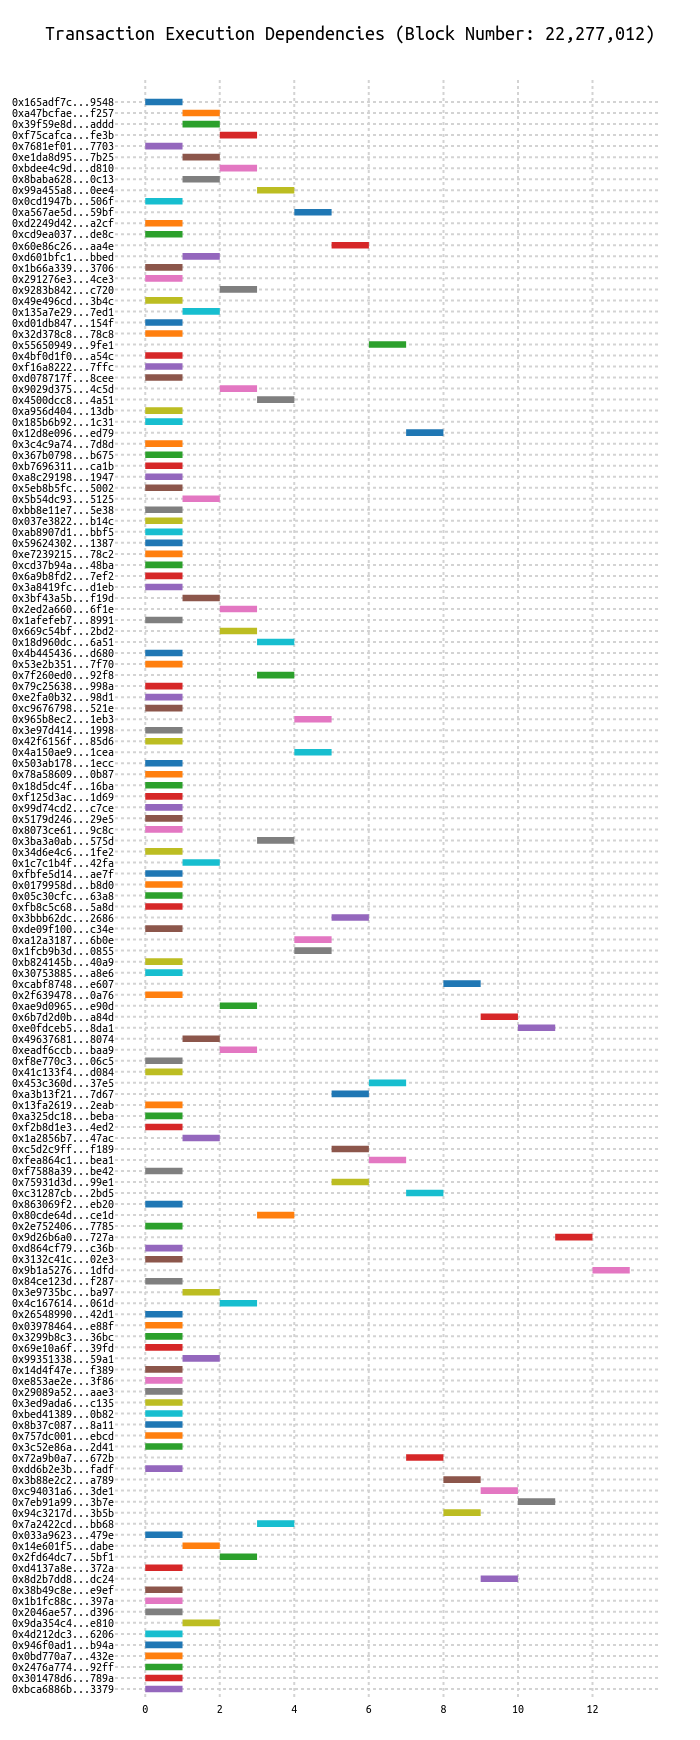 Transaction Execution Dependencies (Block Number: 22,277,012)
0x165adf7c...9548
0xa47bcfae...f257
0x39f59e8d...addd
0xf75cafca...fe3b
0x7681ef01...7703
0xe1da8d95...7b25
0xbdee4c9d...d810
0x8baba628...0c13
0x99a455a8...0ee4
0x0cd1947b...506f
0xa567ae5d...59bf
0xd2249d42...a2cf
0xcd9ea037...de8c
0x60e86c26...aa4e
0xd601bfc1...bbed
0x1b66a339...3706
0x291276e3...4ce3
0x9283b842...c720
0x49e496cd...3b4c
0x135a7e29...7ed1
0xd01db847...154f
0x32d378c8...78c8
0x55650949...9fe1
0x4bf0d1f0...a54c
0xf16a8222...7ffc
0xd078717f...8cee
0x9029d375...4c5d
0x4500dcc8...4a51
0xa956d404...13db
0x185b6b92...1c31
0x12d8e096...ed79
0x3c4c9a74...7d8d
0x367b0798...b675
0xb7696311...ca1b
0xa8c29198...1947
0x5eb8b5fc...5002
0x5b54dc93...5125
0xbb8e11e7...5e38
0x037e3822...b14c
0xab8907d1...bbf5
0x59624302...1387
0xe7239215...78c2
0xcd37b94a...48ba
0x6a9b8fd2...7ef2
0x3a8419fc...d1eb
0x3bf43a5b...f19d
0x2ed2a660...6f1e
0x1afefeb7...8991
0x669c54bf...2bd2
0x18d960dc...6a51
0x4b445436...d680
0x53e2b351...7f70
0x7f260ed0...92f8
0x79c25638...998a
0xe2fa0b32...98d1
0xc9676798...521e
0x965b8ec2...1eb3
0x3e97d414...1998
0x42f6156f...85d6
0x4a150ae9...1cea
0x503ab178...1ecc
0x78a58609...0b87
0x18d5dc4f...16ba
0xf125d3ac...1d69
0x99d74cd2...c7ce
0x5179d246...29e5
0x8073ce61...9c8c
0x3ba3a0ab...575d
0x34d6e4c6...1fe2
0x1c7c1b4f...42fa
0xfbfe5d14...ae7f
0x0179958d...b8d0
0x05c30cfc...63a8
0xfb8c5c68...5a8d
0x3bbb62dc...2686
0xde09f100...c34e
0xa12a3187...6b0e
0x1fcb9b3d...0855
0xb824145b...40a9
0x30753885...a8e6
0xcabf8748...e607
0x2f639478...0a76
0xae9d0965...e90d
0x6b7d2d0b...a84d
0xe0fdceb5...8da1
0x49637681...8074
0xeadf6ccb...baa9
0xf8e770c3...06c5
0x41c133f4...d084
0x453c360d...37e5
0xa3b13f21...7d67
0x13fa2619...2eab
0xa325dc18...beba
0xf2b8d1e3...4ed2
0x1a2856b7...47ac
0xc5d2c9ff...f189
0xfea864c1...bea1
0xf7588a39...be42
0x75931d3d...99e1
0xc31287cb...2bd5
0x863069f2...eb20
0x80cde64d...ce1d
0x2e752406...7785
0x9d26b6a0...727a
0xd864cf79...c36b
0x3132c41c...02e3
0x9b1a5276...1dfd
0x84ce123d...f287
0x3e9735bc...ba97
0x4c167614...061d
0x26548990...42d1
0x03978464...e88f
0x3299b8c3...36bc
0x69e10a6f...39fd
0x99351338...59a1
0x14d4f47e...f389
0xe853ae2e...3f86
0x29089a52...aae3
0x3ed9ada6...c135
0xbed41389...0b82
0x8b37c087...8a11
0x757dc001...ebcd
0x3c52e86a...2d41
0x72a9b0a7...672b
0xdd6b2e3b...fadf
0x3b88e2c2...a789
0xc94031a6...3de1
0x7eb91a99...3b7e
0x94c3217d...3b5b
0x7a2422cd...bb68
0x033a9623...479e
0x14e601f5...dabe
0x2fd64dc7...5bf1
0xd4137a8e...372a
0x8d2b7dd8...dc24
0x38b49c8e...e9ef
0x1b1fc88c...397a
0x2046ae57...d396
0x9da354c4...e810
0x4d212dc3...6206
0x946f0ad1...b94a
0x0bd770a7...432e
0x2476a774...92ff
0x301478d6...789a
0xbca6886b...3379
0 2 4 6 8 10 12